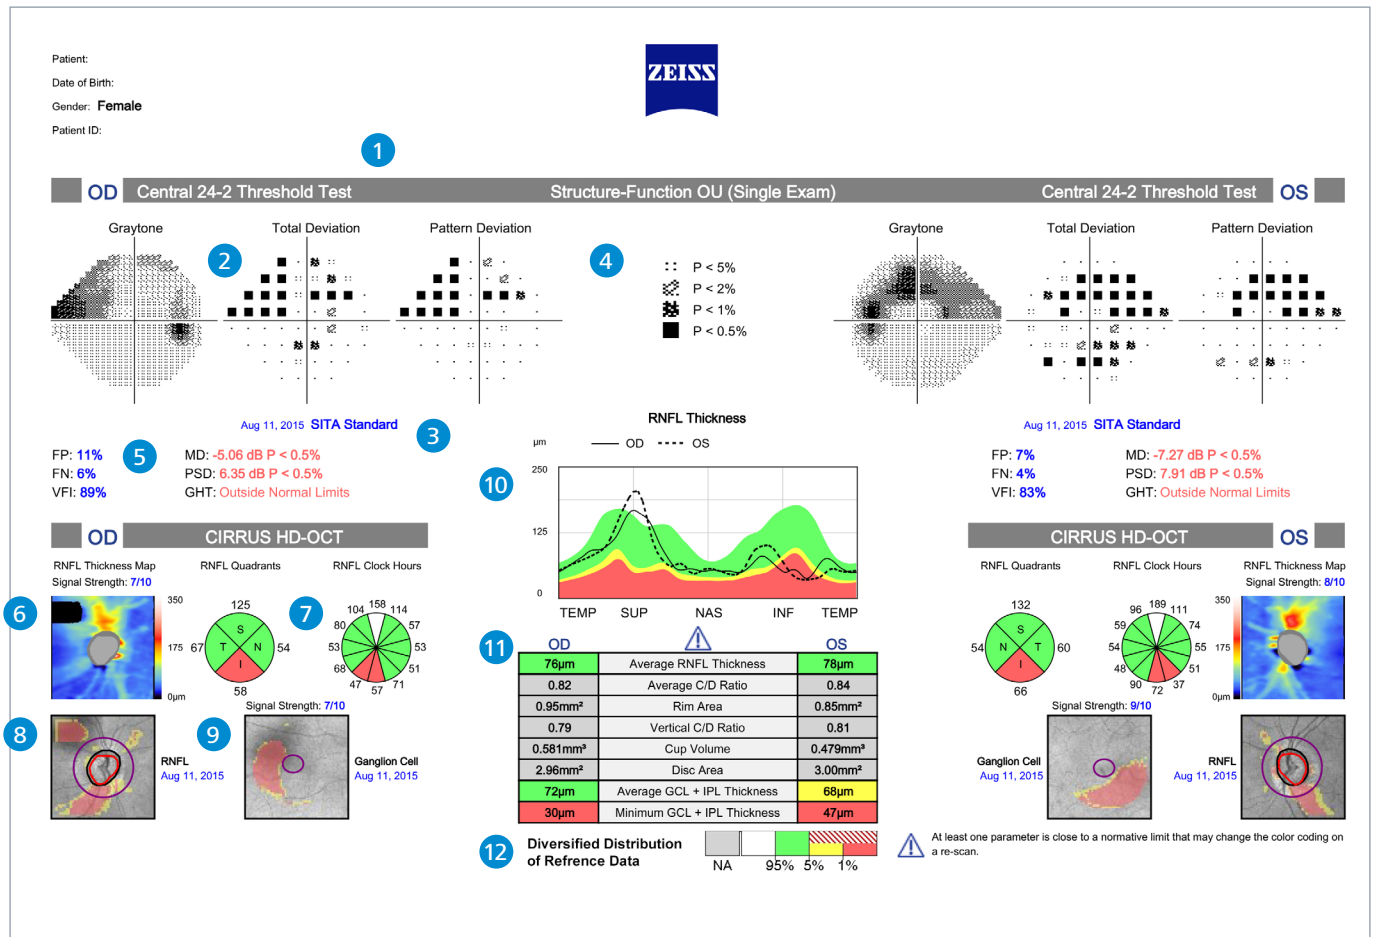 Patient:
ZEISS
Date of Birth:
Gender: Female
Patient ID:
1
OD Central 24-2 Threshold Test Structure-Function OU (Single Exam) Central 24-2 Threshold Test OS
Graytone Total Deviation Pattern Deviation Graytone Total Deviation Pattern Deviation
2
4
P < 5%
P < 2%
P < 1%
P < 0.5%
Aug 11, 2015 SITA Standard
3
RNFL Thickness
Aug 11, 2015 SITA Standard
5
FP: 11% MD: -5.06 dB P < 0.5%
FN: 6% PSD: 6.35 dB P < 0.5%
VFI: 89% GHT: Outside Normal Limits
µm OD OS
10
250
125
0
TEMP SUP NAS INF TEMP
FP: 7% MD: -7.27 dB P < 0.5%
FN: 4% PSD: 7.91 dB P < 0.5%
VFI: 83% GHT: Outside Normal Limits
OD CIRRUS HD-OCT
RNFL Thickness Map RNFL Quadrants RNFL Clock Hours
Signal Strength: 7/10
6
350
175
0µm
125
S
67 T N 54
I
58
7
104 158 114
80 57
53 53
68 51
47 57 71
CIRRUS HD-OCT OS
RNFL Quadrants RNFL Clock Hours RNFL Thickness Map
Signal Strength: 8/10
132
S
54 N T 60
I
66
96 189 111
59 74
54 55
48 51
90 72 37
350
175
0µm
8
RNFL
Aug 11, 2015
Signal Strength: 7/10
9
Ganglion Cell
Aug 11, 2015
11
OD OS
76µm Average RNFL Thickness 78µm
0.82 Average C/D Ratio 0.84
0.95mm² Rim Area 0.85mm²
0.79 Vertical C/D Ratio 0.81
0.581mm³ Cup Volume 0.479mm³
2.96mm² Disc Area 3.00mm²
72µm Average GCL + IPL Thickness 68µm
30µm Minimum GCL + IPL Thickness 47µm
Signal Strength: 9/10
Ganglion Cell
Aug 11, 2015
RNFL
Aug 11, 2015
12
Diversified Distribution
of Refrence Data
NA 95% 5% 1%
At least one parameter is close to a normative limit that may change the color coding on
a re-scan.